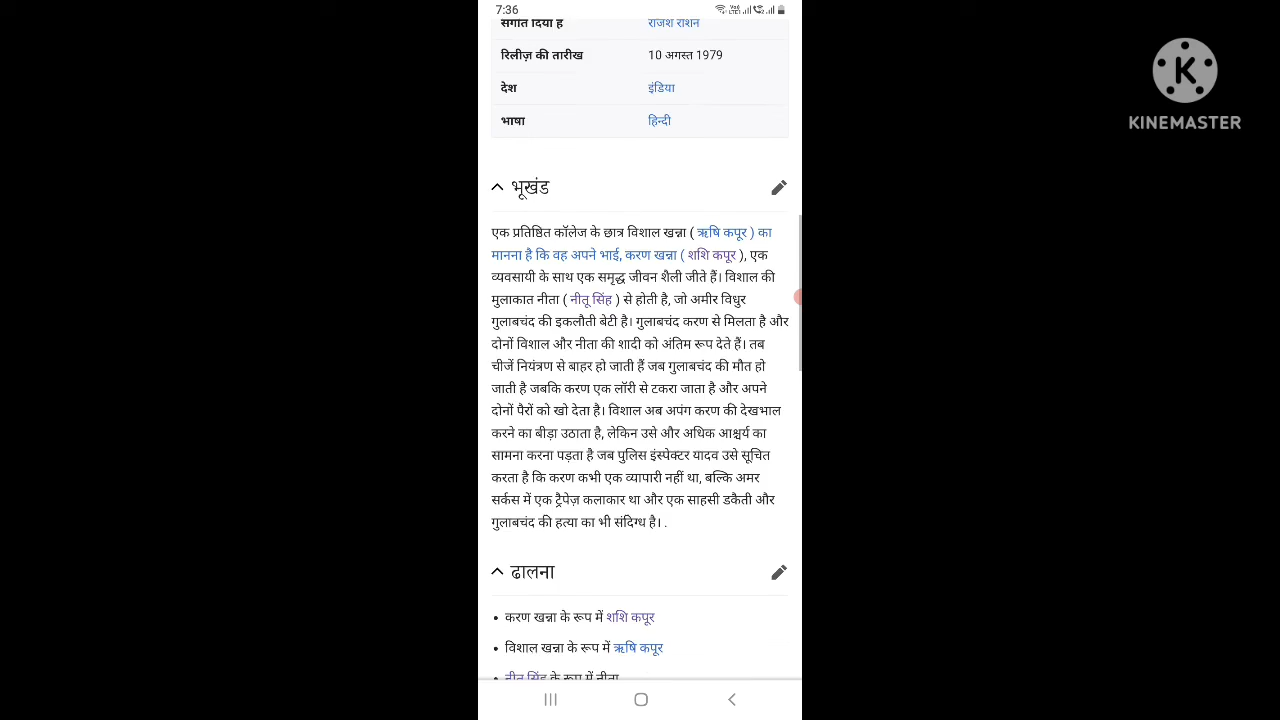 7:36
संगीत दिया है राजेश रोशन
रिलीज़ की तारीख 10 अगस्त 1979
देश इंडिया
भाषा हिन्दी
भूखंड
एक प्रतिष्ठित कॉलेज के छात्र विशाल खन्ना ( ऋषि कपूर ) का
मानना है कि वह अपने भाई, करण खन्ना ( शशि कपूर ), एक
व्यवसायी के साथ एक समृद्ध जीवन शैली जीते हैं। विशाल की
मुलाकात नीता ( नीतू सिंह ) से होती है, जो अमीर विधुर
गुलाबचंद की इकलौती बेटी है। गुलाबचंद करण से मिलता है और
दोनों विशाल और नीता की शादी को अंतिम रूप देते हैं। तब
चीजें नियंत्रण से बाहर हो जाती हैं जब गुलाबचंद की मौत हो
जाती है जबकि करण एक लॉरी से टकरा जाता है और अपने
दोनों पैरों को खो देता है। विशाल अब अपंग करण की देखभाल
करने का बीड़ा उठाता है, लेकिन उसे और अधिक आश्चर्य का
सामना करना पड़ता है जब पुलिस इंस्पेक्टर यादव उसे सूचित
करता है कि करण कभी एक व्यापारी नहीं था, बल्कि अमर
सर्कस में एक ट्रैपेज़ कलाकार था और एक साहसी डकैती और
गुलाबचंद की हत्या का भी संदिग्ध है। .
ढालना
• करण खन्ना के रूप में शशि कपूर
• विशाल खन्ना के रूप में ऋषि कपूर
• नीतू सिंह के रूप में नीता
KINEMASTER